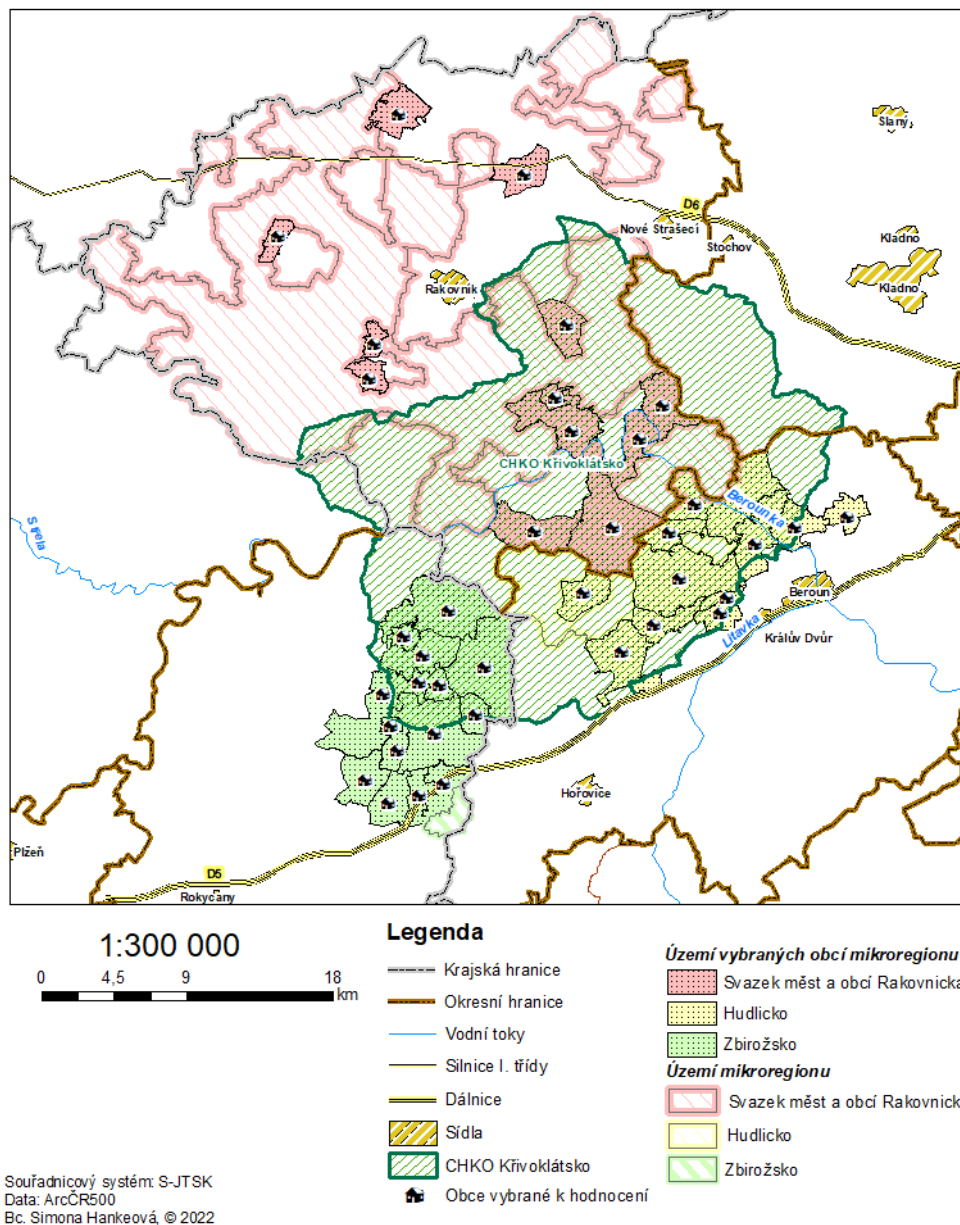 Slaný
D6
Nové Strašecí
Stochov
Kladno
Rakovník
Kladno
CHKO Křivoklátsko
Berounka
Střela
Beroun
Litavka
Králův Dvůr
Hořovice
Plzeň
D5
Rokycany
1:300 000
0 4,5 9 18
km
Legenda
Krajská hranice
Okresní hranice
Vodní toky
Silnice I. třídy
Dálnice
Sídla
CHKO Křivoklátsko
Obce vybrané k hodnocení
Území vybraných obcí mikroregionu
Svazek měst a obcí Rakovnicka
Hudlicko
Zbirožsko
Území mikroregionu
Svazek měst a obcí Rakovnick
Hudlicko
Zbirožsko
Souřadnicový systém: S-JTSK
Data: ArcČR500
Bc. Simona Hankeová, © 2022